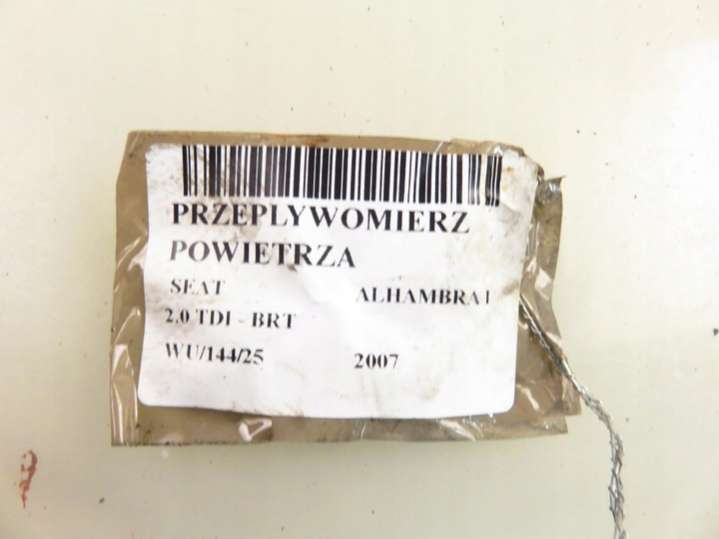 PRZEPLYWOMIERZ
POWIETRZA
SEAT ALHAMBRA I
2.0 TDI - BRT
WU/144/25 2007